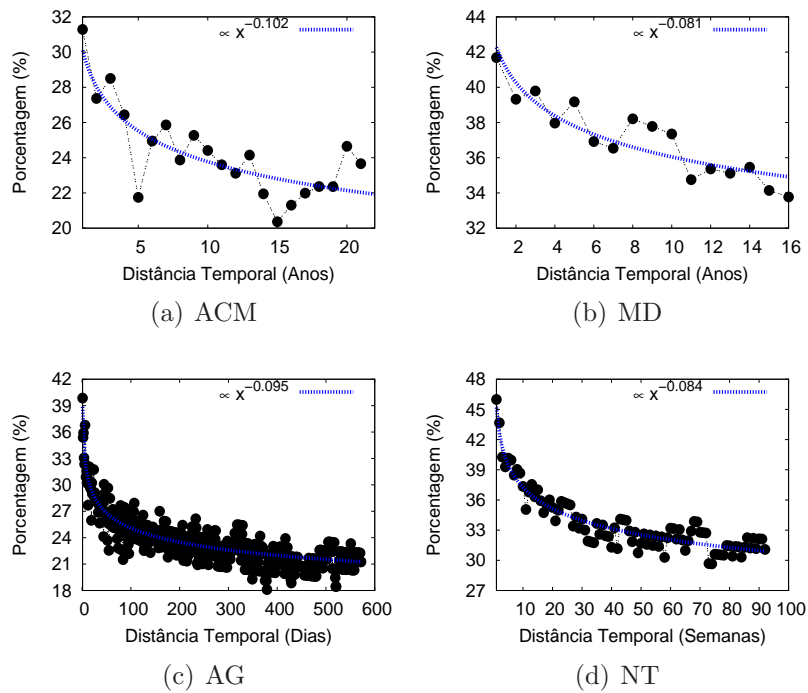 ∝ x^-0.102
32
30
28
26
24
22
20
Porcentagem (%)
5 10 15 20
Distância Temporal (Anos)
(a) ACM
∝ x^-0.081
44
42
40
38
36
34
32
Porcentagem (%)
2 4 6 8 10 12 14 16
Distância Temporal (Anos)
(b) MD
∝ x^-0.095
42
39
36
33
30
27
24
21
18
Porcentagem (%)
0 100 200 300 400 500 600
Distância Temporal (Dias)
(c) AG
∝ x^-0.084
48
45
42
39
36
33
30
27
Porcentagem (%)
10 20 30 40 50 60 70 80 90 100
Distância Temporal (Semanas)
(d) NT